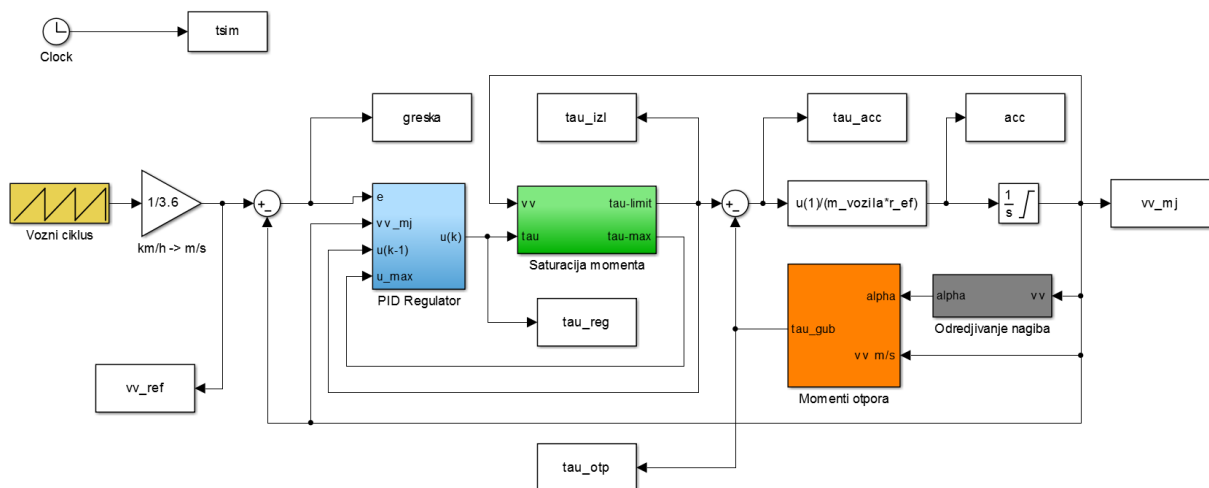 tsim
Clock
greska
tau_izl
tau_acc
acc
Vozni ciklus
1/3.6
km/h -> m/s
+
−
e
vv_mj
u(k-1)
u_max
u(k)
PID Regulator
vv
tau
tau-limit
tau-max
Saturacija momenta
+
−
u(1)/(m_vozila*r_ef)
1
s
vv_mj
tau_reg
alpha
tau_gub
vv m/s
Momenti otpora
alpha
vv
Odredjivanje nagiba
vv_ref
tau_otp